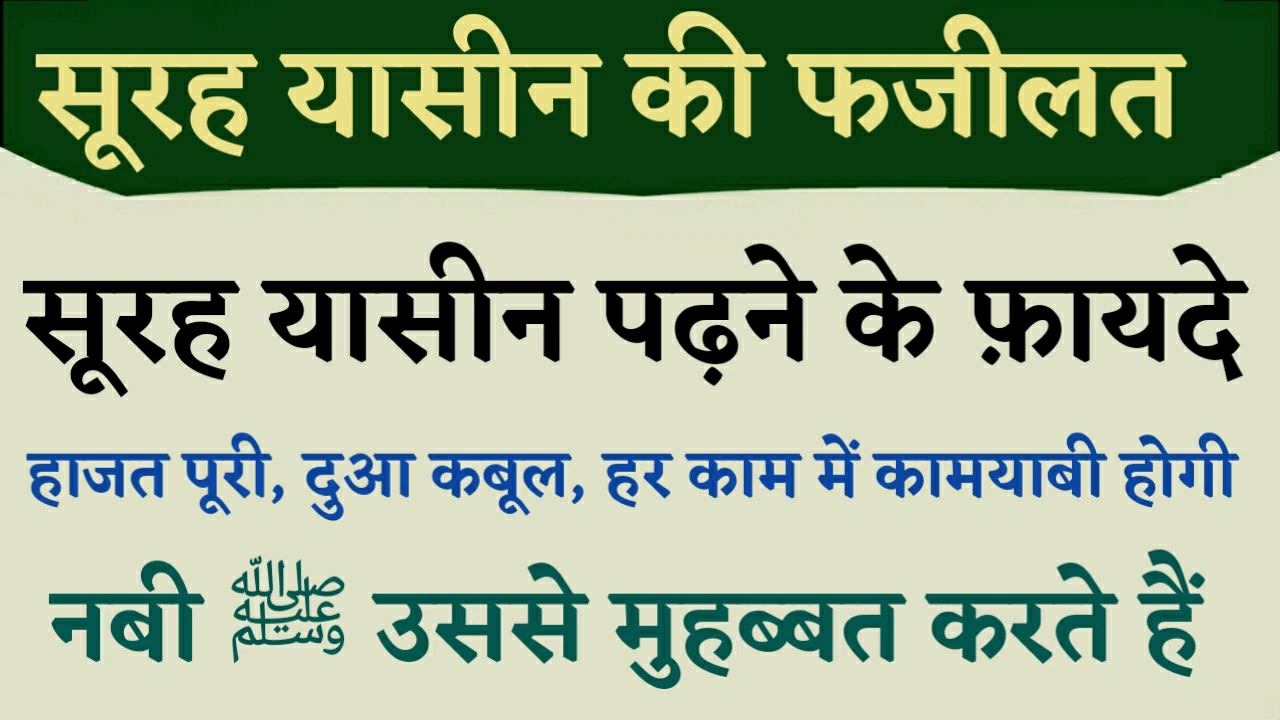 सूरह यासीन की फजीलत
सूरह यासीन पढ़ने के फ़ायदे
हाजत पूरी, दुआ कबूल, हर काम में कामयाबी होगी
नबी ﷺ उससे मुहब्बत करते हैं